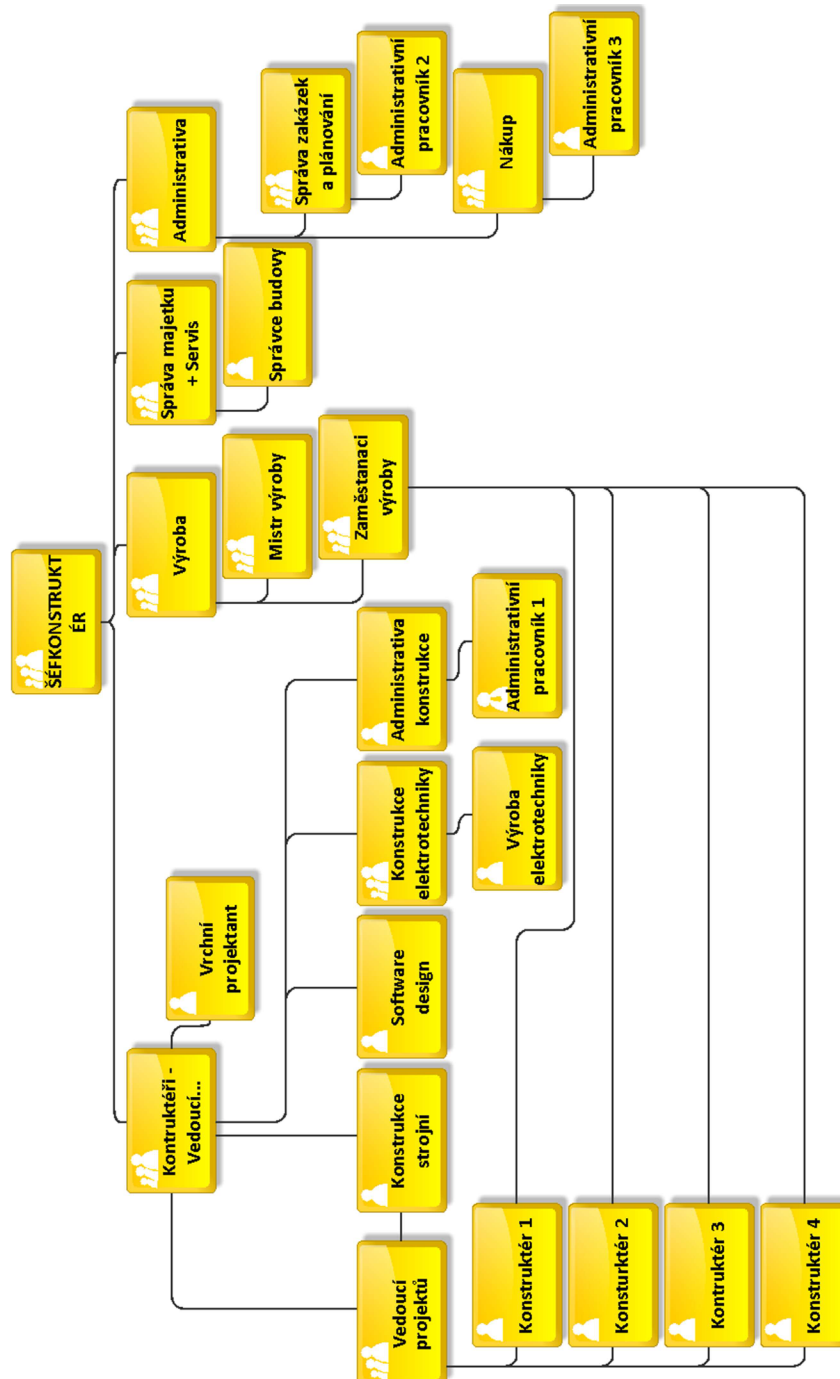 ŠÉFKONSTRUKT
ÉR
Kontruktéři -
Vedoucí...
Výroba
Správa majetku
+ Servis
Administrativa
Vrchní
projektant
Mistr výroby
Zaměstanaci
výroby
Správce budovy
Správa zakázek
a plánování
Administrativní
pracovník 2
Nákup
Administrativní
pracovník 3
Vedoucí
projektů
Konstrukce
strojní
Software
design
Konstrukce
elektrotechniky
Administrativa
konstrukce
Výroba
elektrotechniky
Administrativní
pracovník 1
Konstruktér 1
Konsturktér 2
Kontruktér 3
Konstruktér 4